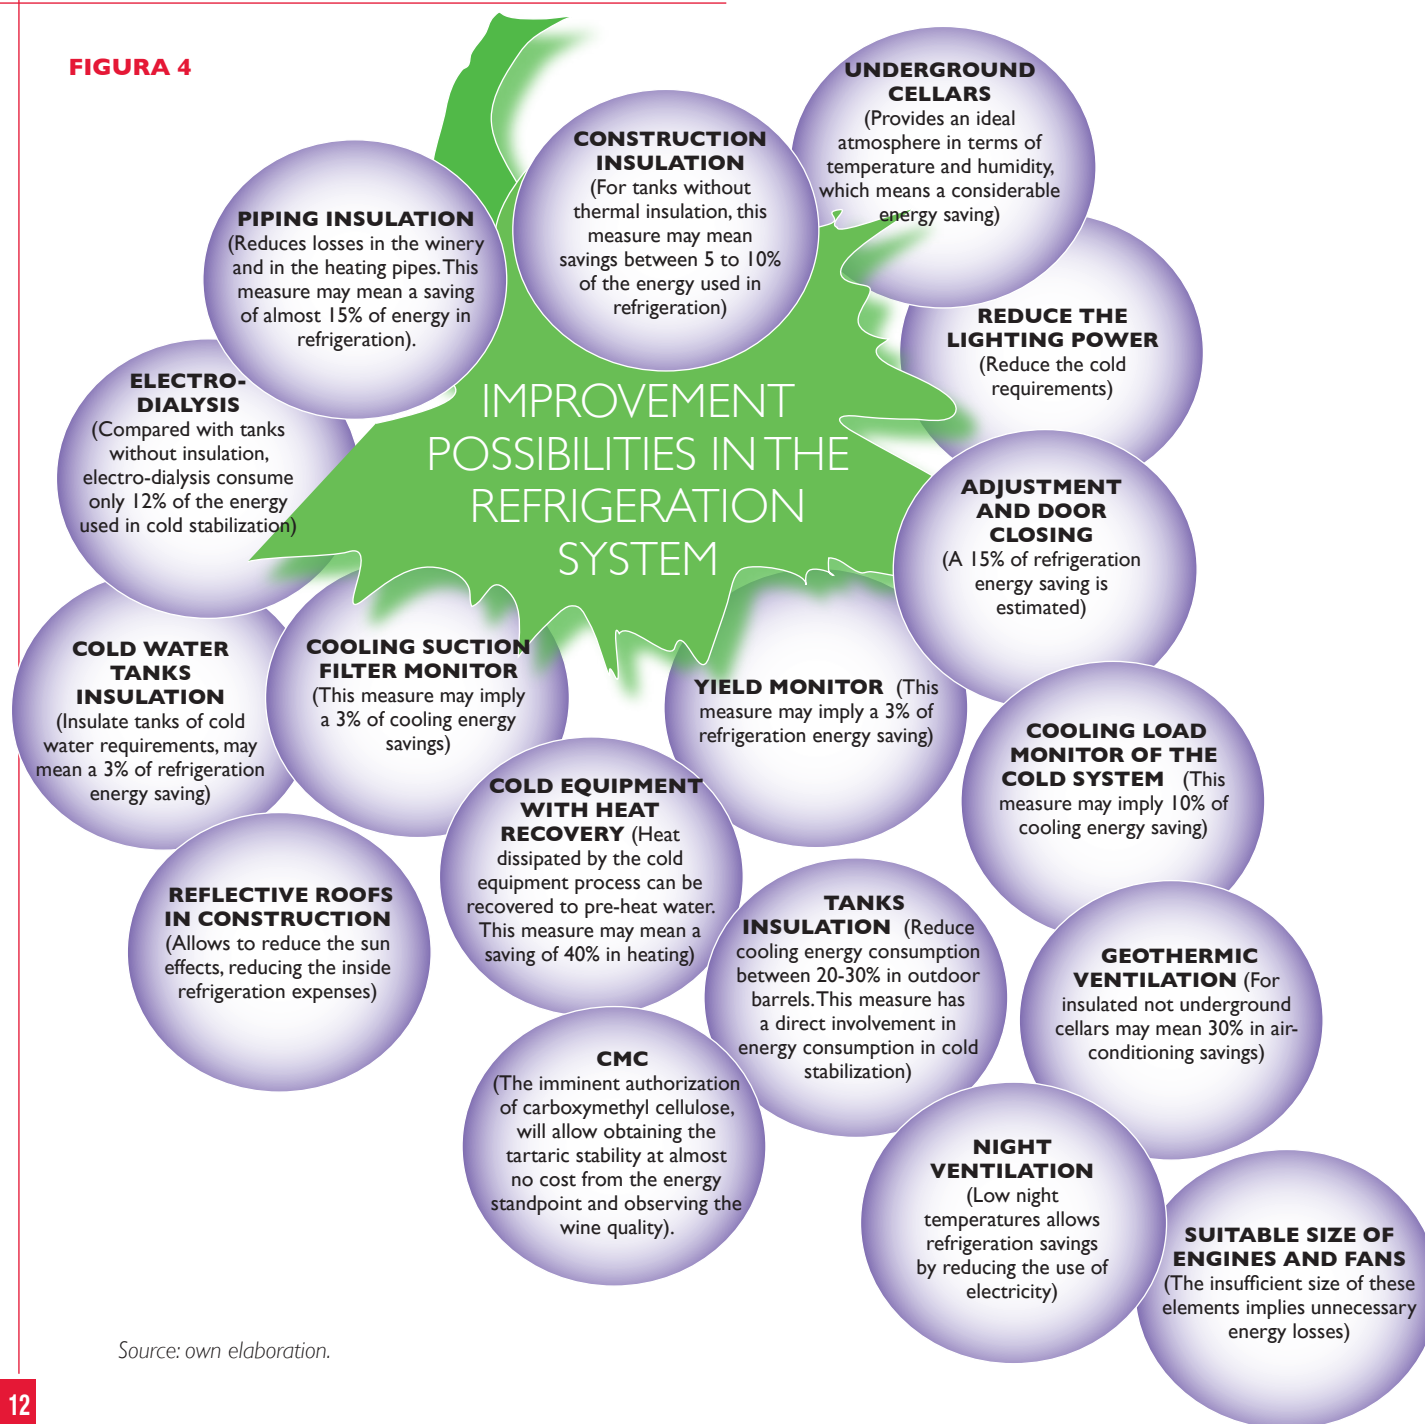 FIGURA 4
UNDERGROUND
CELLARS
(Provides an ideal
atmosphere in terms of
temperature and humidity,
which means a considerable
energy saving)
CONSTRUCTION
INSULATION
(For tanks without
thermal insulation, this
measure may mean
savings between 5 to 10%
of the energy used in
refrigeration)
PIPING INSULATION
(Reduces losses in the winery
and in the heating pipes. This
measure may mean a saving
of almost 15% of energy in
refrigeration).
REDUCE THE
LIGHTING POWER
(Reduce the cold
requirements)
ELECTRO-
DIALYSIS
(Compared with tanks
without insulation,
electro-dialysis consume
only 12% of the energy
used in cold stabilization)
IMPROVEMENT
POSSIBILITIES IN THE
REFRIGERATION
SYSTEM
ADJUSTMENT
AND DOOR
CLOSING
(A 15% of refrigeration
energy saving is
estimated)
COLD WATER
TANKS
INSULATION
(Insulate tanks of cold
water requirements, may
mean a 3% of refrigeration
energy saving)
COOLING SUCTION
FILTER MONITOR
(This measure may imply
a 3% of cooling energy
savings)
YIELD MONITOR (This
measure may imply a 3% of
refrigeration energy saving)
COOLING LOAD
MONITOR OF THE
COLD SYSTEM (This
measure may imply 10% of
cooling energy saving)
COLD EQUIPMENT
WITH HEAT
RECOVERY (Heat
dissipated by the cold
equipment process can be
recovered to pre-heat water.
This measure may mean a
saving of 40% in heating)
REFLECTIVE ROOFS
IN CONSTRUCTION
(Allows to reduce the sun
effects, reducing the inside
refrigeration expenses)
TANKS
INSULATION (Reduce
cooling energy consumption
between 20-30% in outdoor
barrels. This measure has
a direct involvement in
energy consumption in cold
stabilization)
GEOTHERMIC
VENTILATION (For
insulated not underground
cellars may mean 30% in air-
conditioning savings)
CMC
(The imminent authorization
of carboxymethyl cellulose,
will allow obtaining the
tartaric stability at almost
no cost from the energy
standpoint and observing the
wine quality).
NIGHT
VENTILATION
(Low night
temperatures allows
refrigeration savings
by reducing the use of
electricity)
SUITABLE SIZE OF
ENGINES AND FANS
(The insufficient size of these
elements implies unnecessary
energy losses)
Source: own elaboration.
12